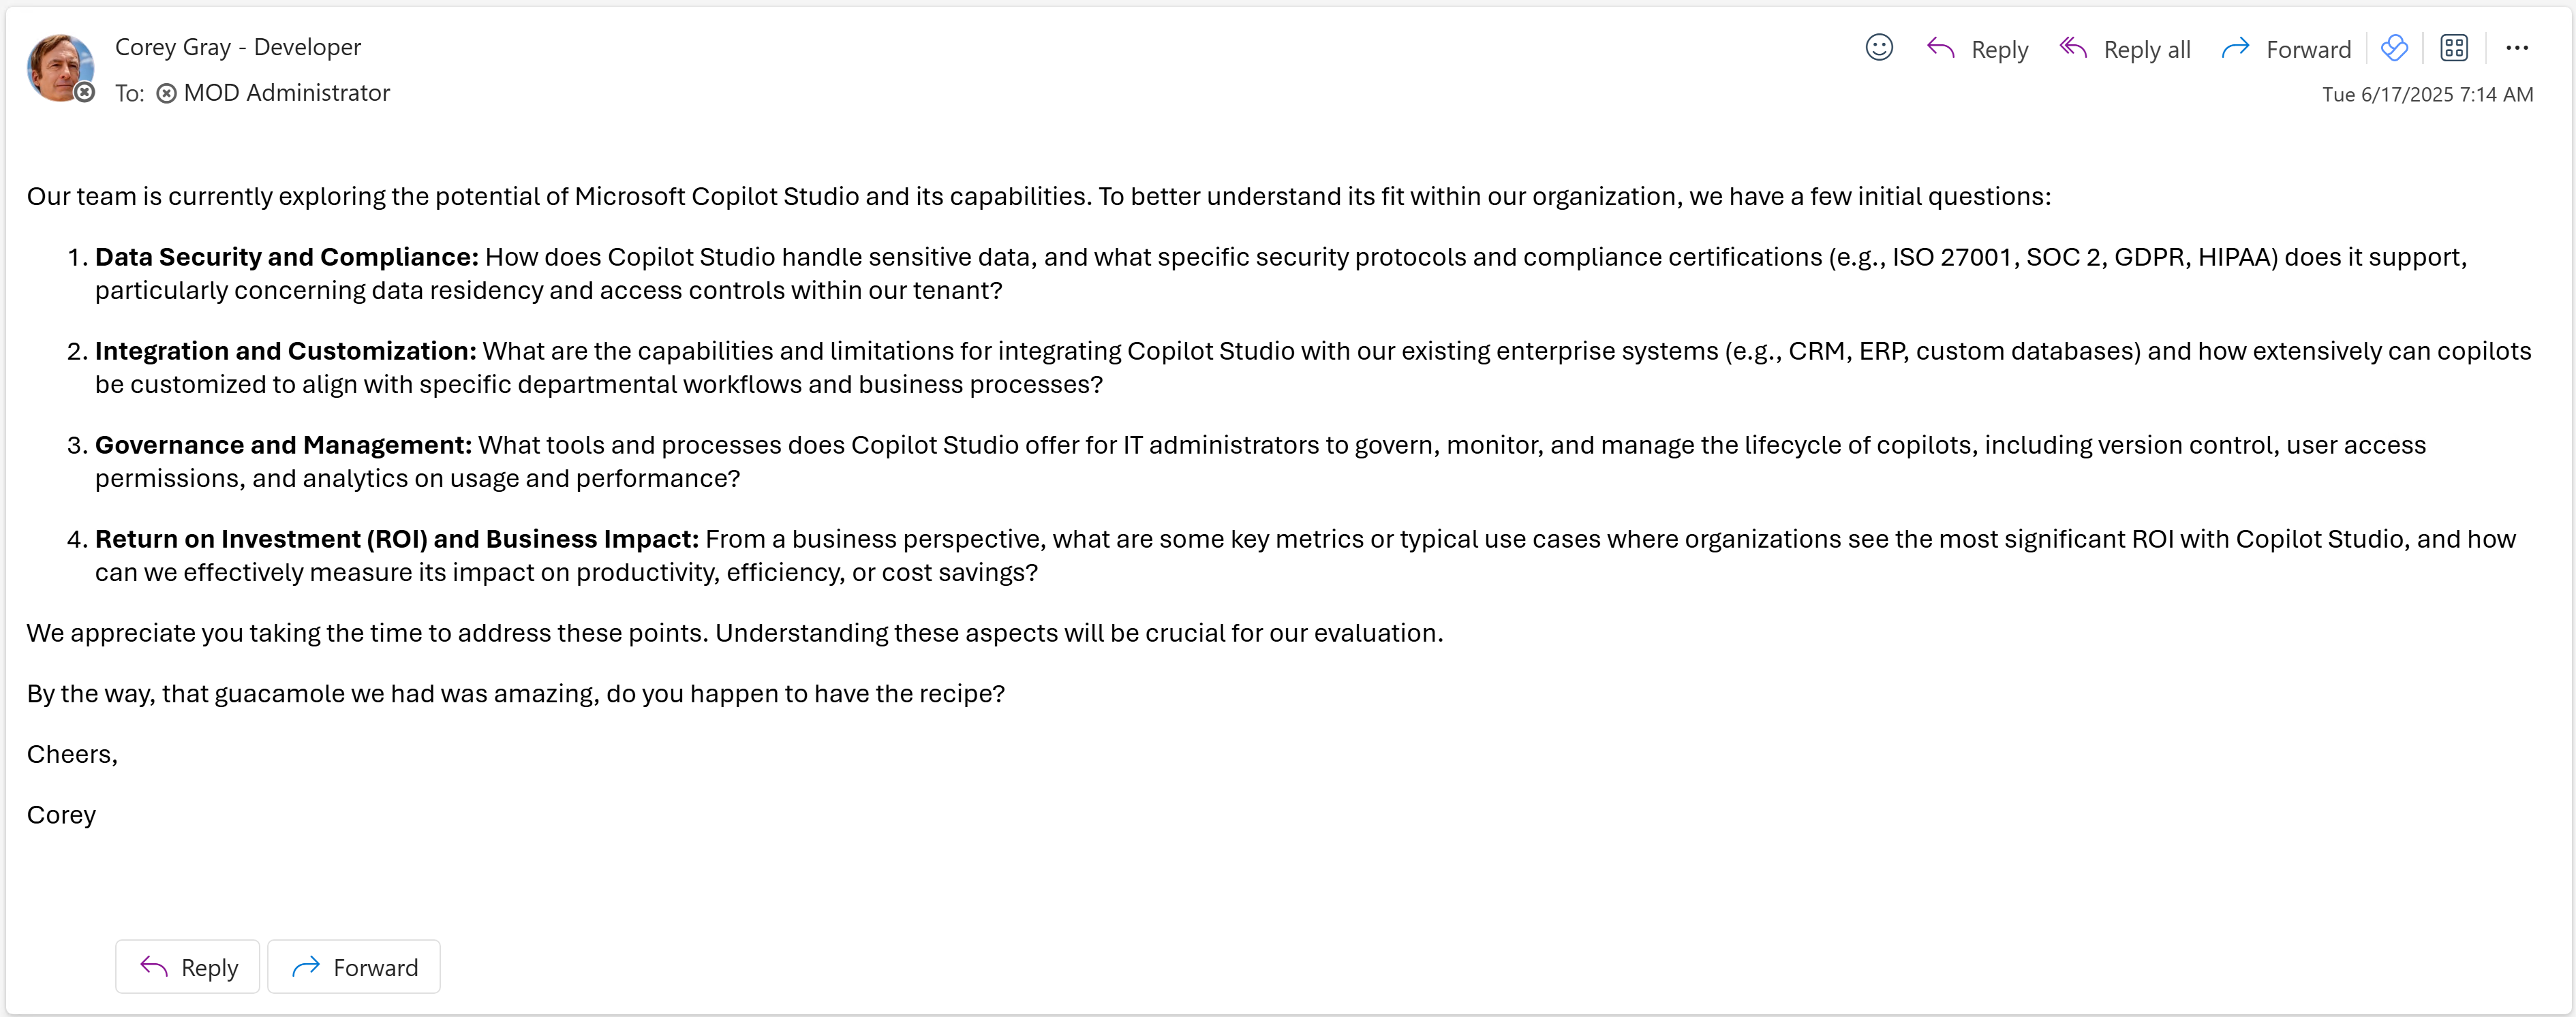 Corey Gray - Developer
Reply
Reply all
Forward
To: MOD Administrator
Tue 6/17/2025 7:14 AM
Our team is currently exploring the potential of Microsoft Copilot Studio and its capabilities. To better understand its fit within our organization, we have a few initial questions:
1. Data Security and Compliance: How does Copilot Studio handle sensitive data, and what specific security protocols and compliance certifications (e.g., ISO 27001, SOC 2, GDPR, HIPAA) does it support,
particularly concerning data residency and access controls within our tenant?
2. Integration and Customization: What are the capabilities and limitations for integrating Copilot Studio with our existing enterprise systems (e.g., CRM, ERP, custom databases) and how extensively can copilots
be customized to align with specific departmental workflows and business processes?
3. Governance and Management: What tools and processes does Copilot Studio offer for IT administrators to govern, monitor, and manage the lifecycle of copilots, including version control, user access
permissions, and analytics on usage and performance?
4. Return on Investment (ROI) and Business Impact: From a business perspective, what are some key metrics or typical use cases where organizations see the most significant ROI with Copilot Studio, and how
can we effectively measure its impact on productivity, efficiency, or cost savings?
We appreciate you taking the time to address these points. Understanding these aspects will be crucial for our evaluation.
By the way, that guacamole we had was amazing, do you happen to have the recipe?
Cheers,
Corey
Reply
Forward